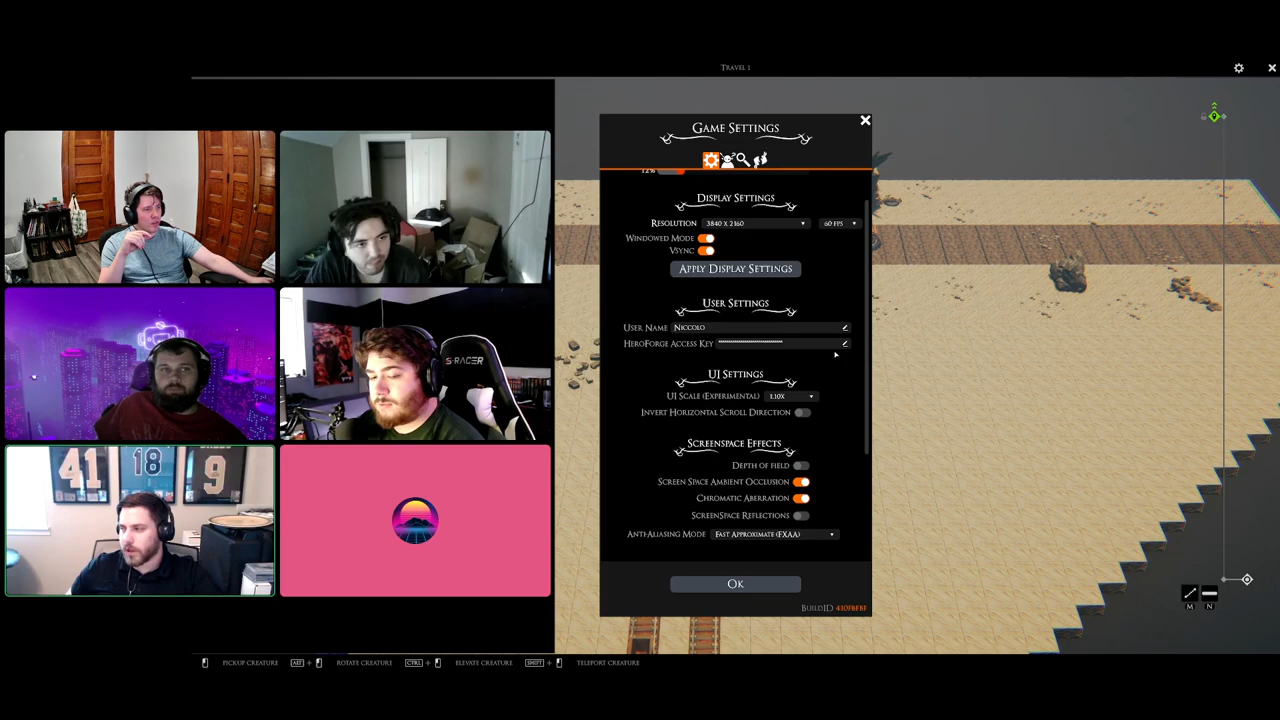 Travel 1
Game Settings
12%
Display Settings
Resolution 3840 x 2160 60 FPS
Windowed Mode
Vsync
Apply Display Settings
User Settings
User Name Niccolo
HeroForge Access Key ******************************
UI Settings
UI Scale (Experimental) 1.10x
Invert Horizontal Scroll Direction
Screenspace Effects
Depth of Field
Screen Space Ambient Occlusion
Chromatic Aberration
ScreenSpace Reflections
Anti-Aliasing Mode Fast Approximate (FXAA)
Ok
BuildID 430fbfbf
S-RACER
41 18 9
M N
Pickup Creature Alt + Rotate Creature Ctrl + Elevate Creature Shift + Teleport Creature